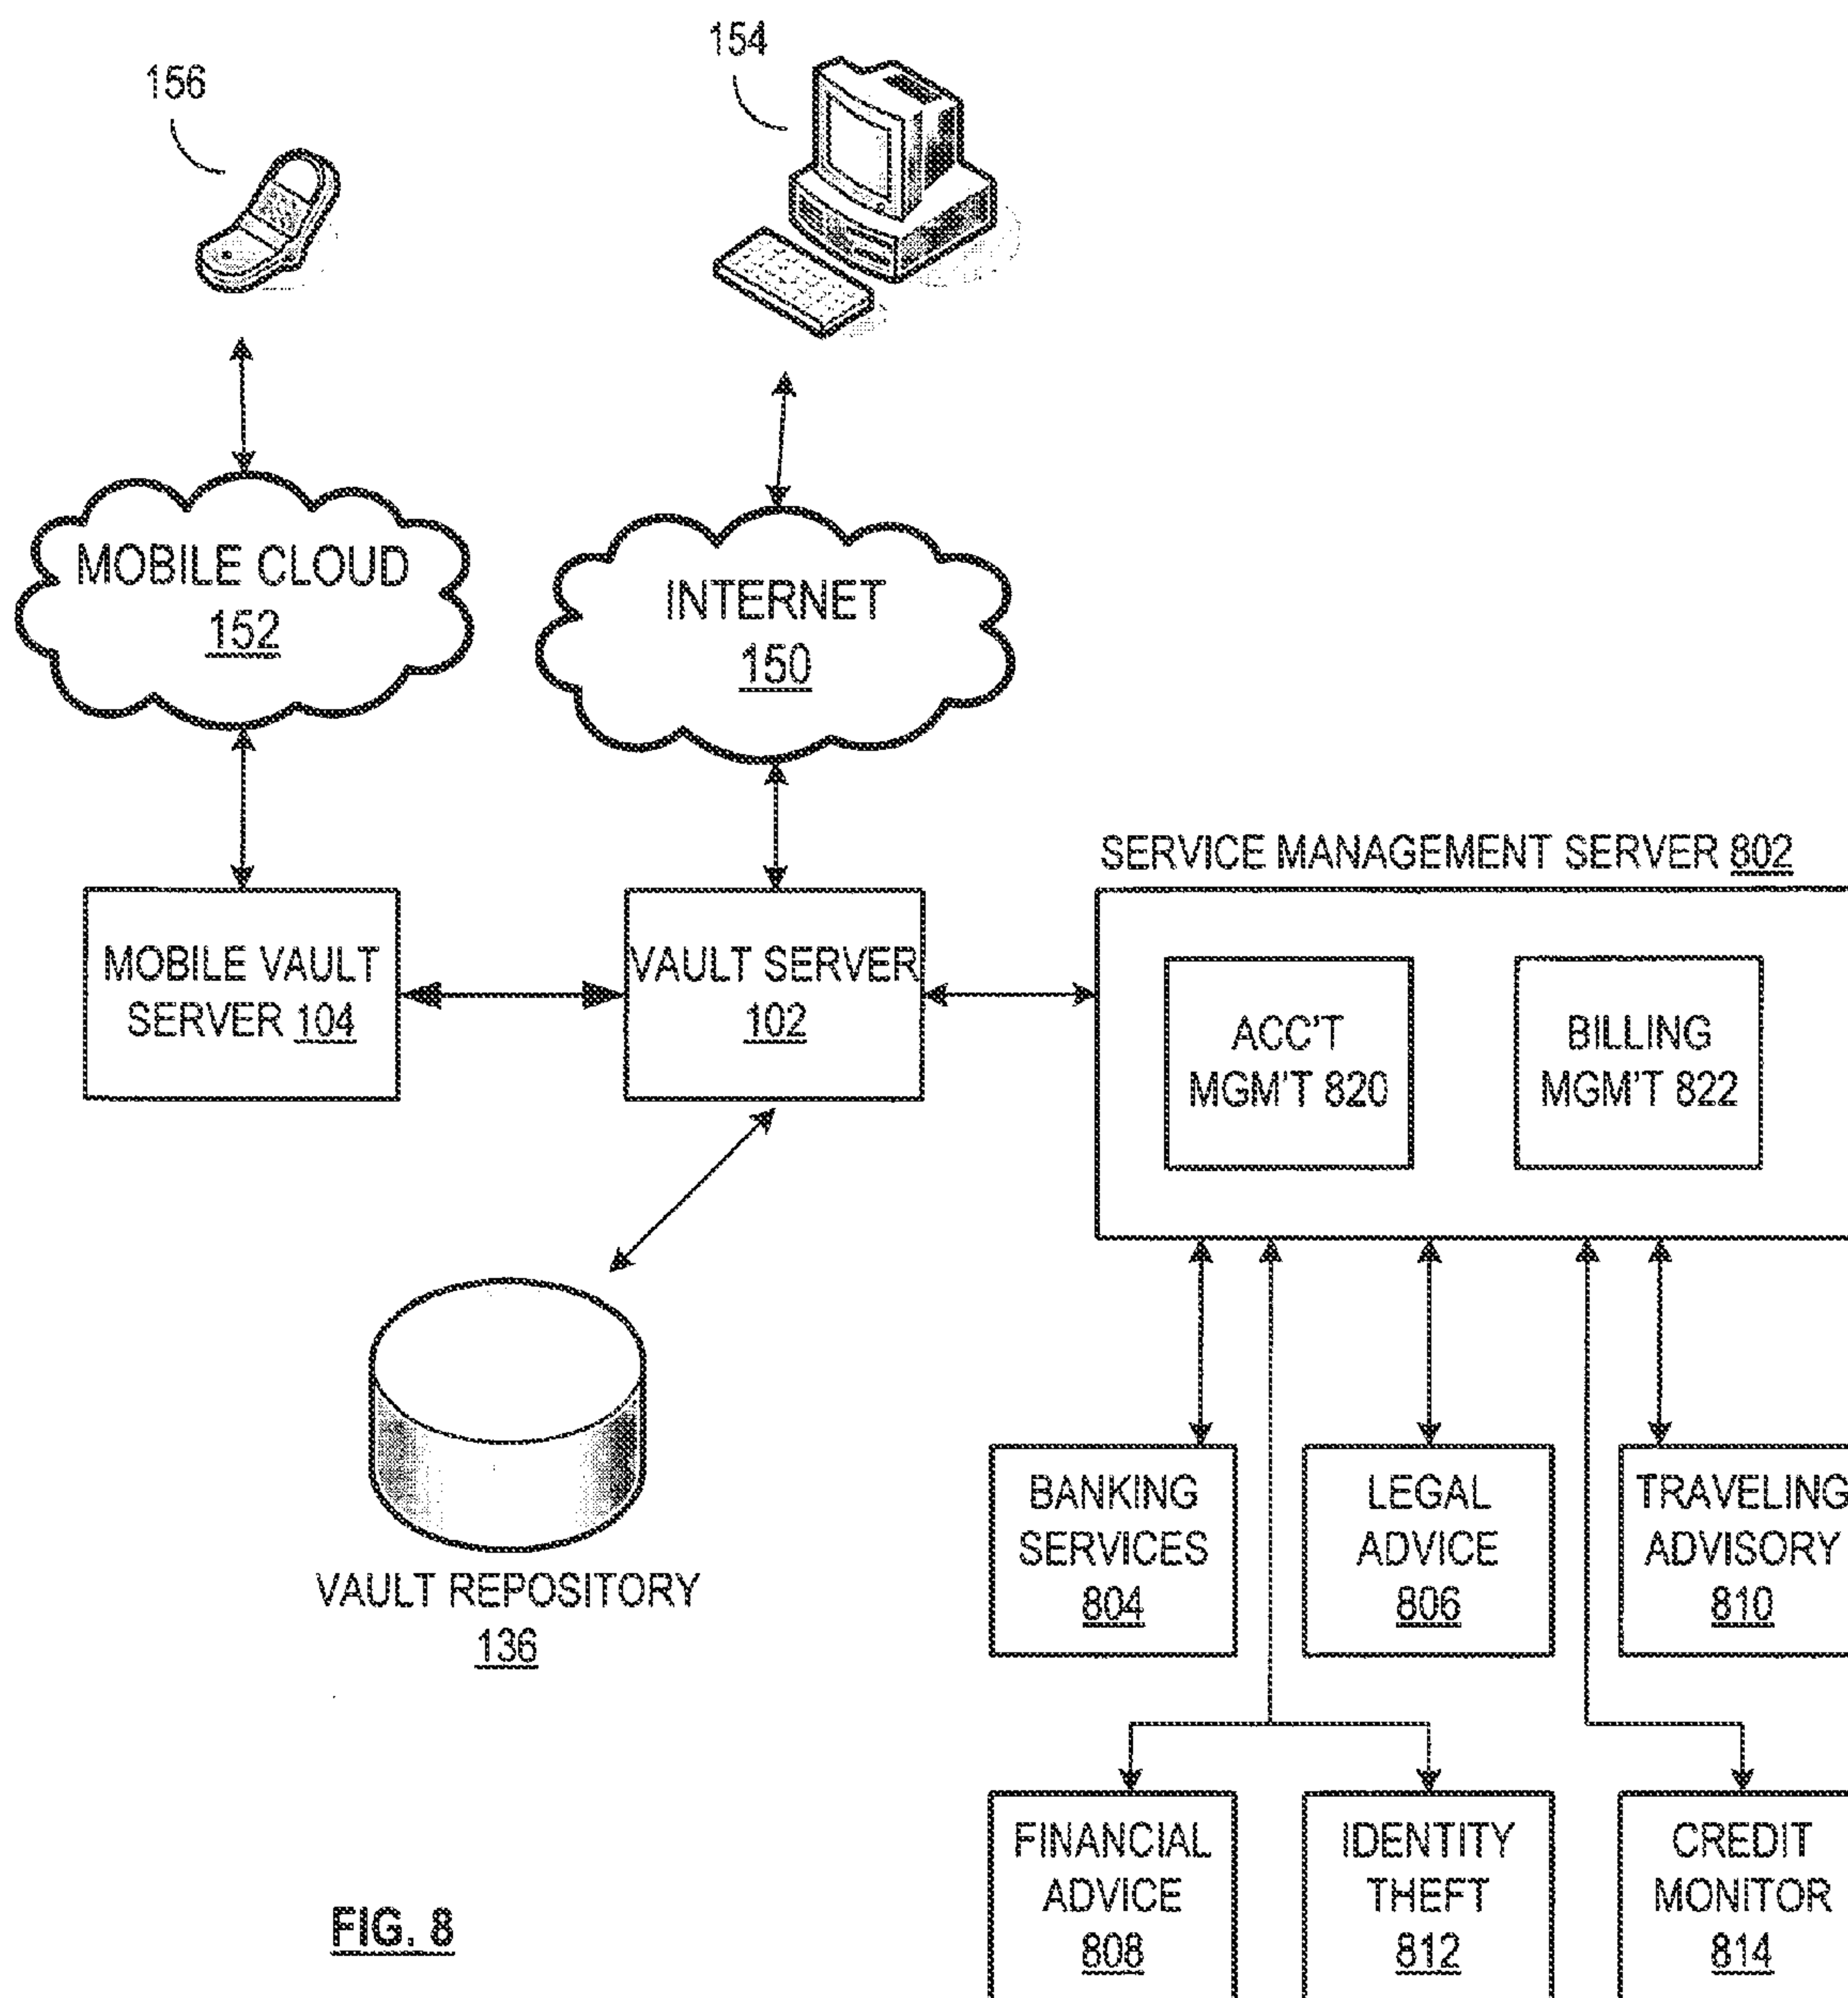 154
156
MOBILE CLOUD
152
INTERNET
150
SERVICE MANAGEMENT SERVER 802
MOBILE VAULT
SERVER 104
VAULT SERVER
102
ACC'T
MGM'T 820
BILLING
MGM'T 822
VAULT REPOSITORY
136
BANKING
SERVICES
804
LEGAL
ADVICE
806
TRAVELING
ADVISORY
810
FINANCIAL
ADVICE
808
IDENTITY
THEFT
812
CREDIT
MONITOR
814
FIG. 8